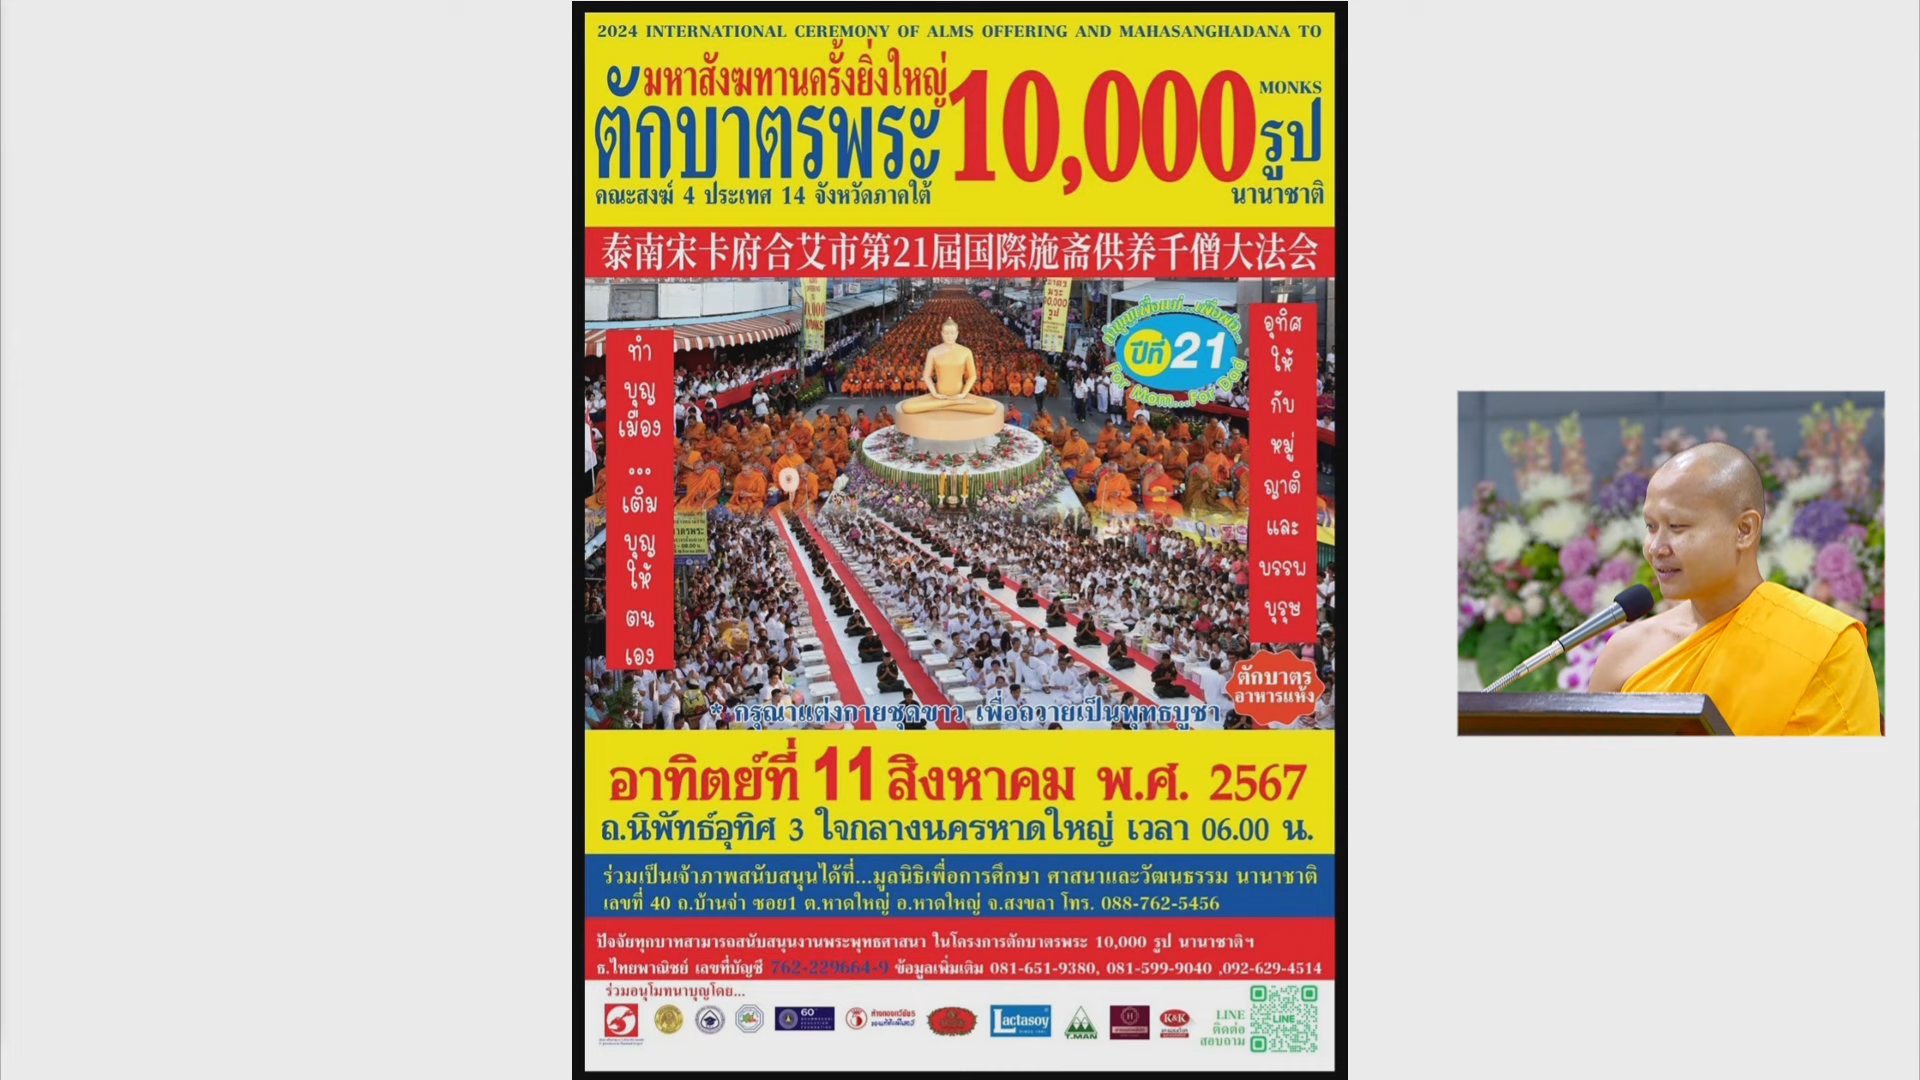 2024 INTERNATIONAL CEREMONY OF ALMS OFFERING AND MAHASANGHADANA TO
มหาสังฆทานครั้งยิ่งใหญ่
ตักบาตรพระ 10,000 รูป
MONKS
คณะสงฆ์ 4 ประเทศ 14 จังหวัดภาคใต้
นานาชาติ
泰南宋卡府合艾市第21届国際施斋供养千僧大法会
ทำ
บุญ
เมือง
...
เติม
บุญ
ให้
ตน
เอง
ปีที่ 21
For Mom....For Dad
อุทิศ
ให้
กับ
หมู่
ญาติ
และ
บรรพ
บุรุษ
ตักบาตร
อาหารแห้ง
* กรุณาแต่งกายชุดขาว เพื่อถวายเป็นพุทธบูชา
อาทิตย์ที่ 11 สิงหาคม พ.ศ. 2567
ถ.นิพัทธ์อุทิศ 3 ใจกลางนครหาดใหญ่ เวลา 06.00 น.
ร่วมเป็นเจ้าภาพสนับสนุนได้ที่...มูลนิธิเพื่อการศึกษา ศาสนาและวัฒนธรรม นานาชาติ
เลขที่ 40 ถ.บ้านจ่า ซอย1 ต.หาดใหญ่ อ.หาดใหญ่ จ.สงขลา โทร. 088-762-5456
ปัจจัยทุกบาทสามารถสนับสนุนงานพระพุทธศาสนา ในโครงการตักบาตรพระ 10,000 รูป นานาชาติฯ
ธ.ไทยพาณิชย์ เลขที่บัญชี 762-229664-9 ข้อมูลเพิ่มเติม 081-651-9380, 081-599-9040 ,092-629-4514
ร่วมอนุโมทนาบุญโดย...
60
Lactasoy
T.MAN
H
K&K
LINE
ติดต่อ
สอบถาม
LINE